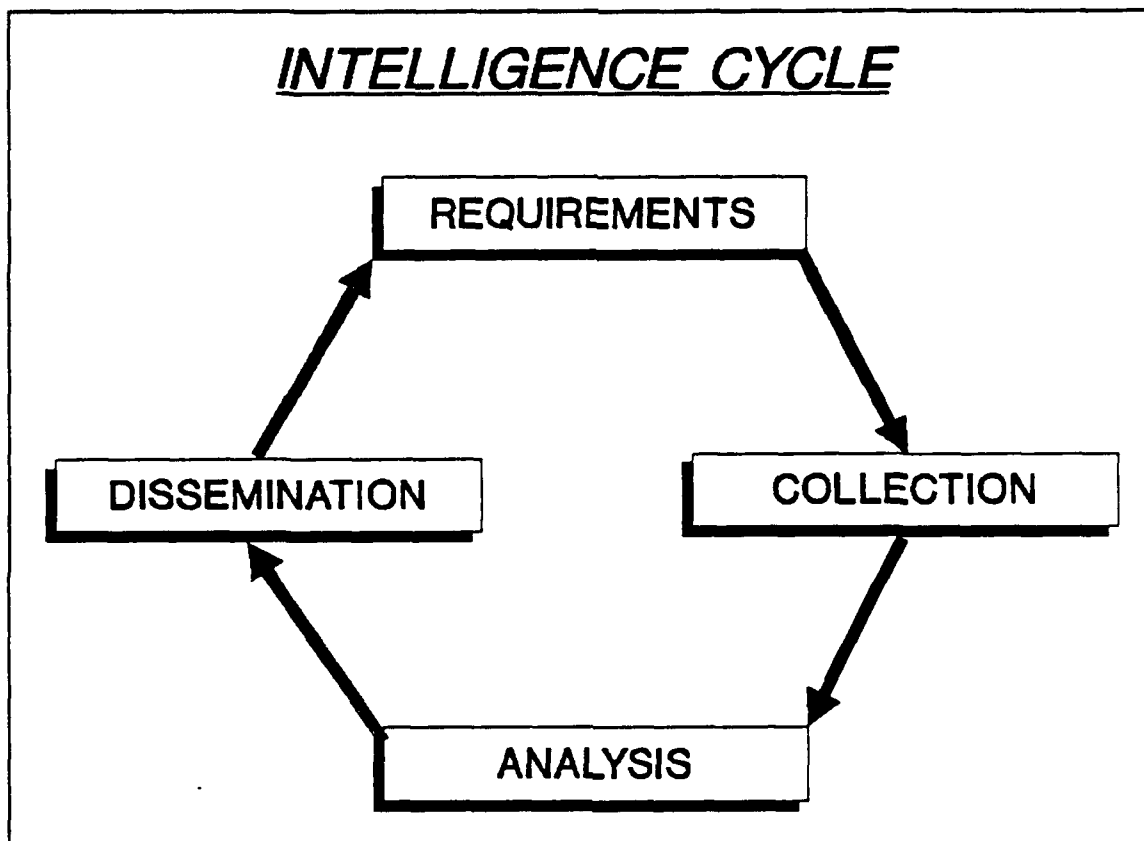 INTELLIGENCE CYCLE
REQUIREMENTS
DISSEMINATION
COLLECTION
ANALYSIS